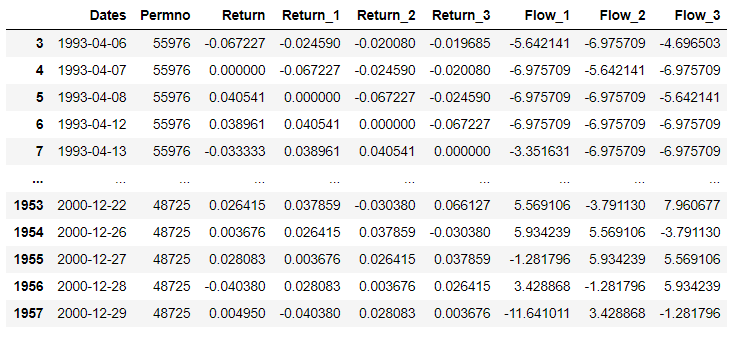 Dates Permno Return Return_1 Return_2 Return_3 Flow_1 Flow_2 Flow_3
3 1993-04-06 55976 -0.067227 -0.024590 -0.020080 -0.019685 -5.642141 -6.975709 -4.696503
4 1993-04-07 55976 0.000000 -0.067227 -0.024590 -0.020080 -6.975709 -5.642141 -6.975709
5 1993-04-08 55976 0.040541 0.000000 -0.067227 -0.024590 -6.975709 -6.975709 -5.642141
6 1993-04-12 55976 0.038961 0.040541 0.000000 -0.067227 -6.975709 -6.975709 -6.975709
7 1993-04-13 55976 -0.033333 0.038961 0.040541 0.000000 -3.351631 -6.975709 -6.975709
... ... ... ... ... ... ... ... ... ...
1953 2000-12-22 48725 0.026415 0.037859 -0.030380 0.066127 5.569106 -3.791130 7.960677
1954 2000-12-26 48725 0.003676 0.026415 0.037859 -0.030380 5.934239 5.569106 -3.791130
1955 2000-12-27 48725 0.028083 0.003676 0.026415 0.037859 -1.281796 5.934239 5.569106
1956 2000-12-28 48725 -0.040380 0.028083 0.003676 0.026415 3.428868 -1.281796 5.934239
1957 2000-12-29 48725 0.004950 -0.040380 0.028083 0.003676 -11.641011 3.428868 -1.281796